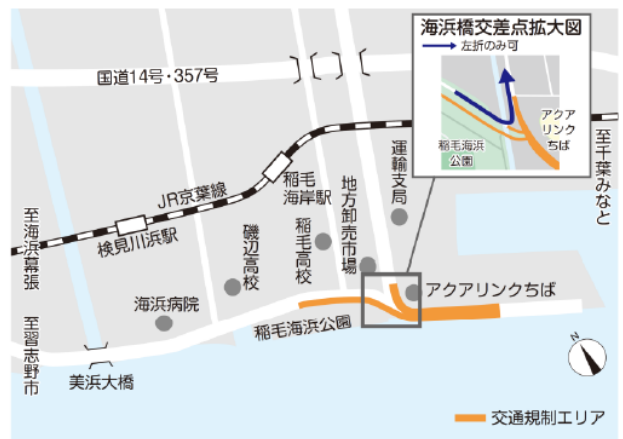 海浜橋交差点拡大図
左折のみ可
アクア
リンク
ちば
稲毛海浜
公園
国道14号・357号
JR京葉線
稲毛
海岸駅
検見川浜駅
運輸支局
地方卸売市場
稲毛高校
磯辺高校
海浜病院
アクアリンクちば
稲毛海浜公園
美浜大橋
至海浜幕張
至習志野市
至千葉みなと
N
交通規制エリア